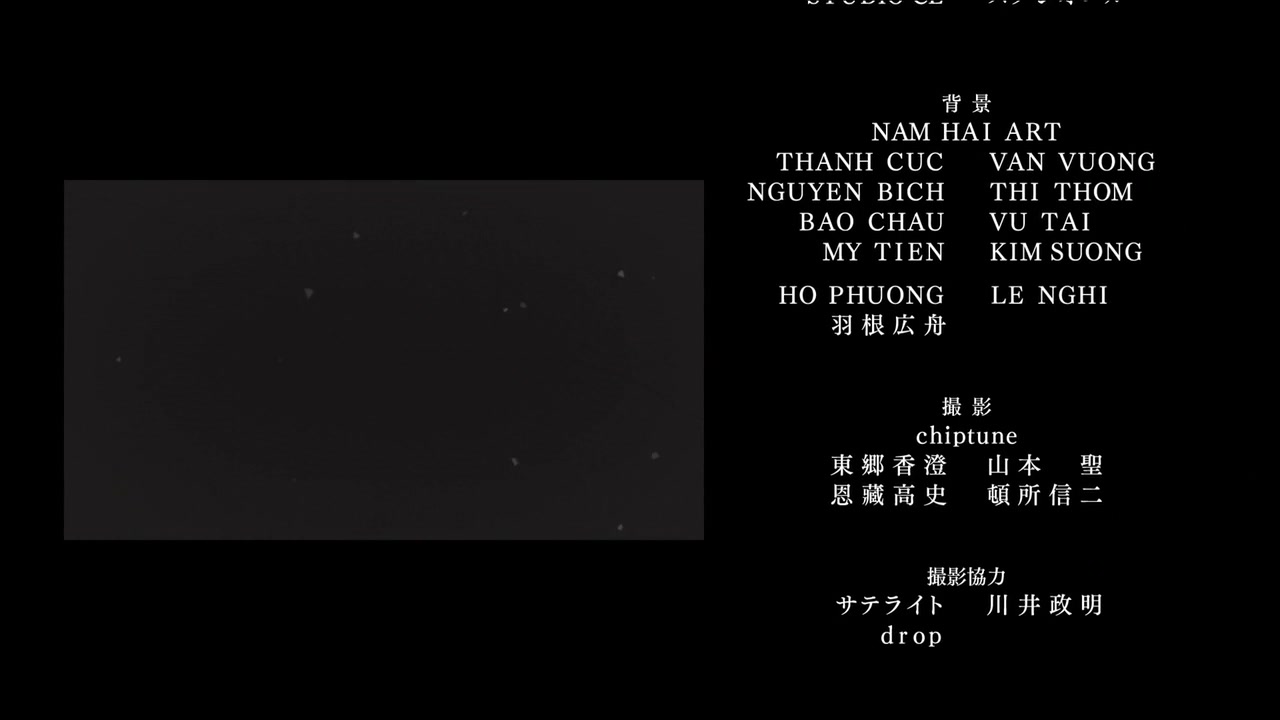 背景
NAM HAI ART
THANH CUC VAN VUONG
NGUYEN BICH THI THOM
BAO CHAU VU TAI
MY TIEN KIM SUONG
HO PHUONG LE NGHI
羽根広舟
撮影
chiptune
東郷香澄 山本 聖
恩藏高史 頓所信二
撮影協力
サテライト 川井政明
drop